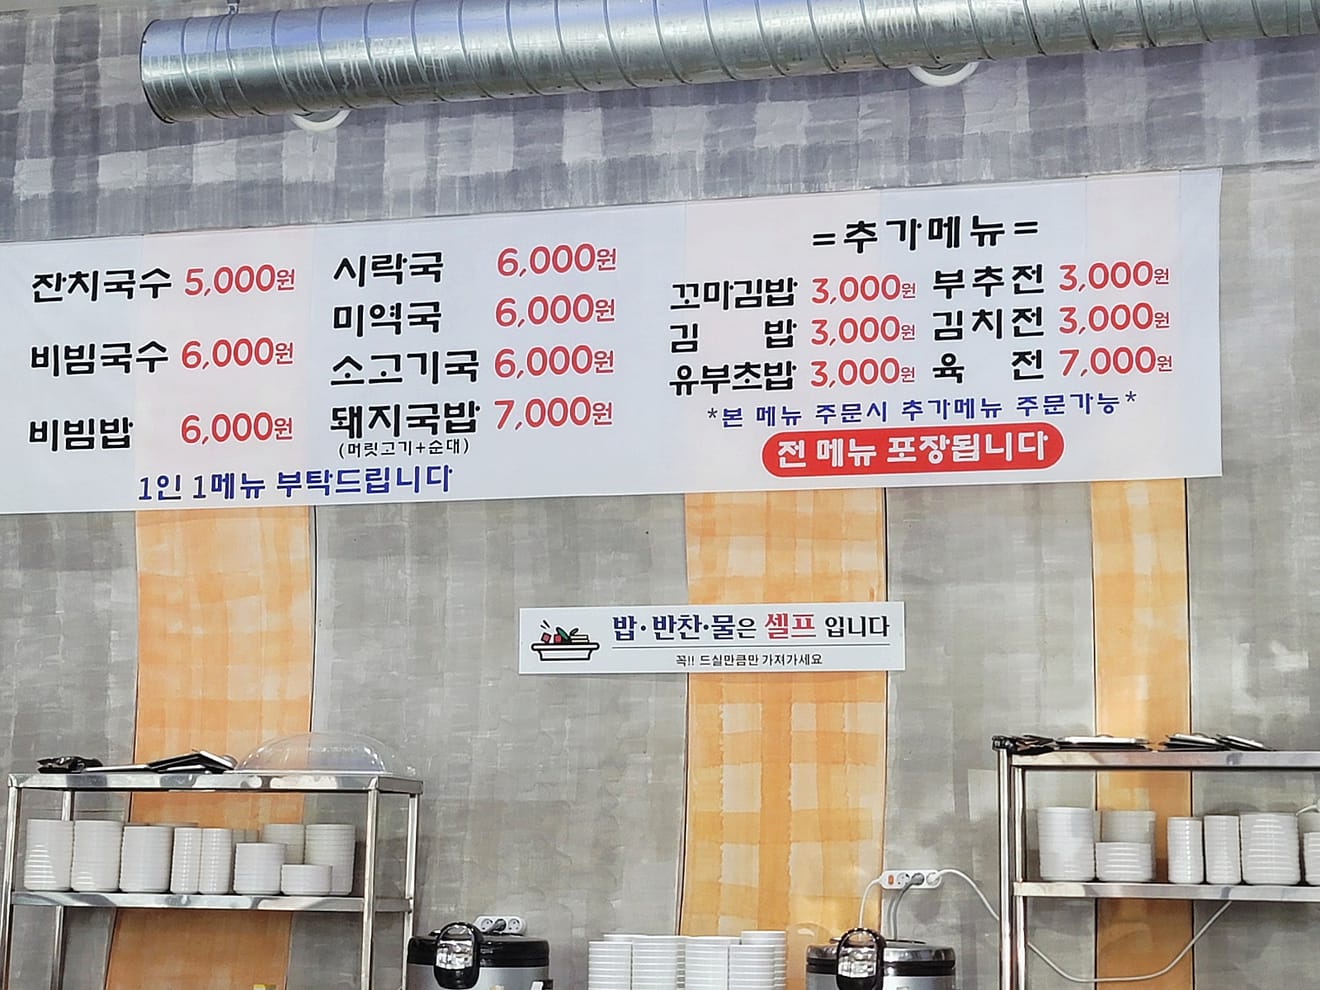 잔치국수 5,000원
비빔국수 6,000원
비빔밥 6,000원
시락국 6,000원
미역국 6,000원
소고기국 6,000원
돼지국밥 7,000원
(머릿고기+순대)
1인 1메뉴 부탁드립니다
=추가메뉴=
꼬마김밥 3,000원 부추전 3,000원
김 밥 3,000원 김치전 3,000원
유부초밥 3,000원 육 전 7,000원
*본 메뉴 주문시 추가메뉴 주문가능*
전 메뉴 포장됩니다
밥·반찬·물은 셀프 입니다
꼭!! 드실만큼만 가져가세요